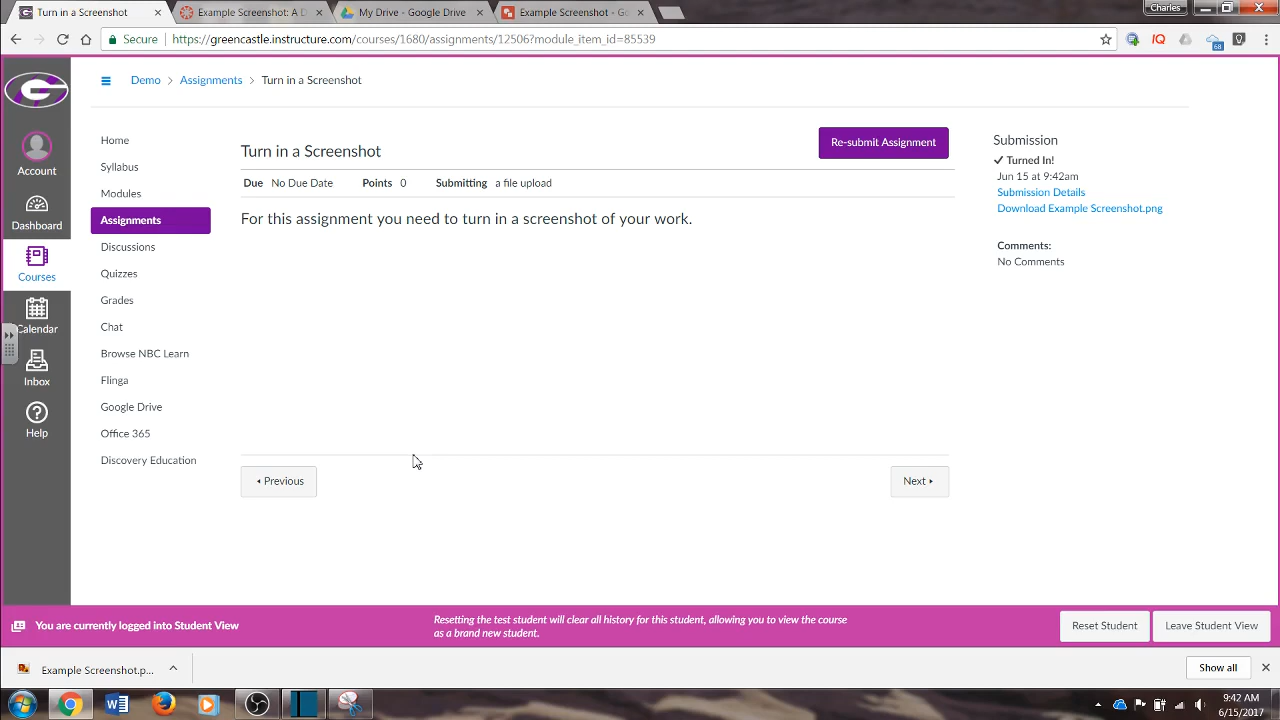 Turn in a Screenshot
Example Screenshot: A D
My Drive - Google Drive
Example Screenshot - Go
Charles
Secure
https://greencastle.instructure.com/courses/1680/assignments/12506?module_item_id=85539
IQ
68
G
Account
Dashboard
Courses
Calendar
Inbox
Help
Demo > Assignments > Turn in a Screenshot
Home
Syllabus
Modules
Assignments
Discussions
Quizzes
Grades
Chat
Browse NBC Learn
Flinga
Google Drive
Office 365
Discovery Education
Turn in a Screenshot
Re-submit Assignment
Due No Due Date Points 0 Submitting a file upload
For this assignment you need to turn in a screenshot of your work.
Previous
Next
Submission
Turned In!
Jun 15 at 9:42am
Submission Details
Download Example Screenshot.png
Comments:
No Comments
You are currently logged into Student View
Resetting the test student will clear all history for this student, allowing you to view the course
as a brand new student.
Reset Student
Leave Student View
Example Screenshot.p...
Show all
9:42 AM
6/15/2017